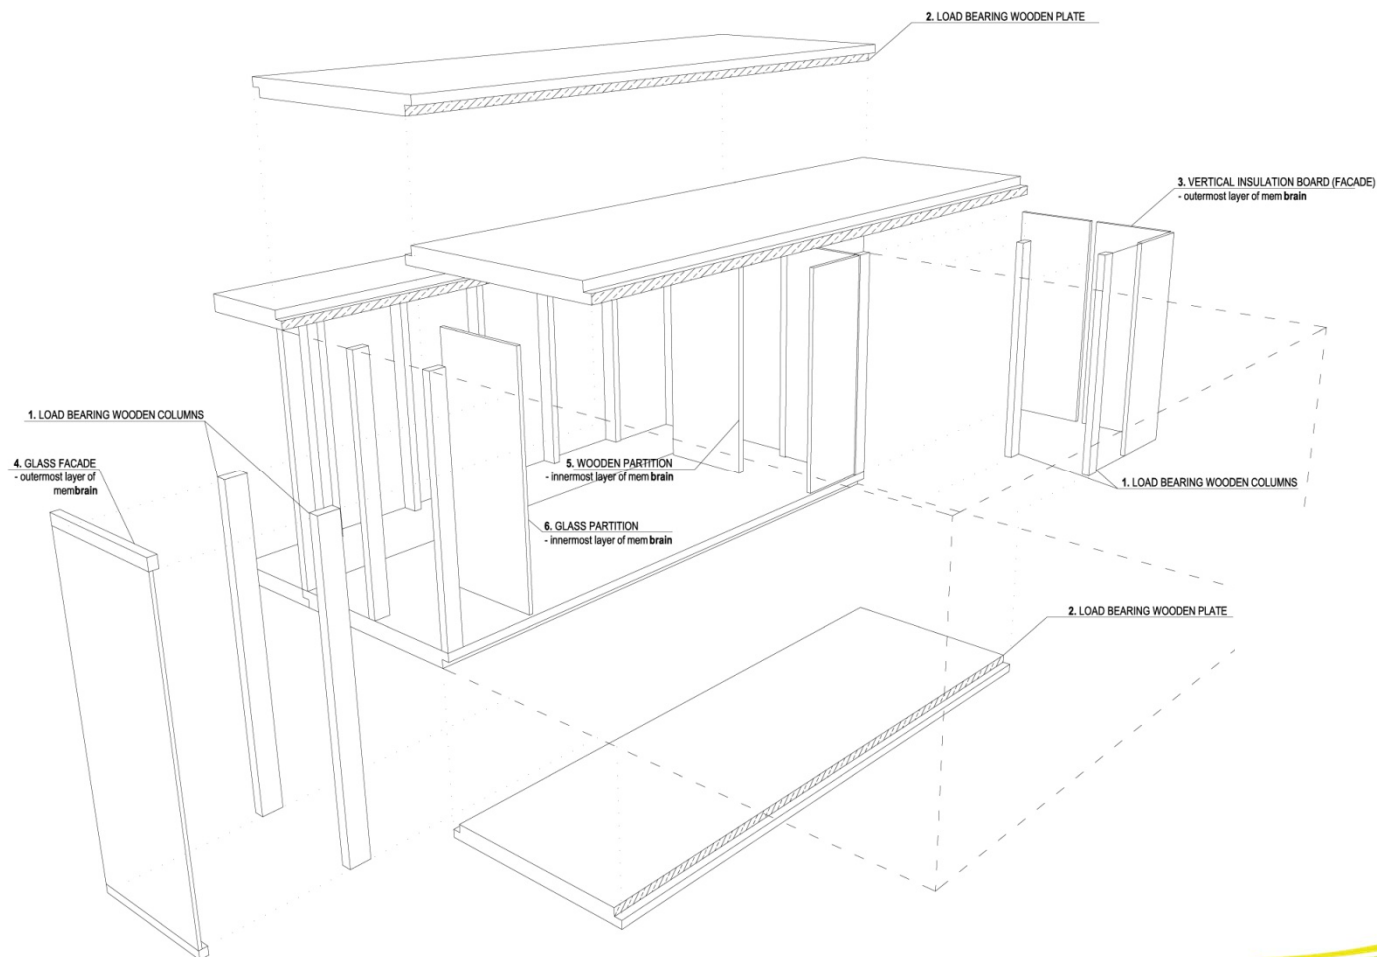 2. LOAD BEARING WOODEN PLATE
3. VERTICAL INSULATION BOARD (FACADE)
- outermost layer of mem brain
1. LOAD BEARING WOODEN COLUMNS
4. GLASS FACADE
- outermost layer of
membrain
5. WOODEN PARTITION
- innermost layer of mem brain
1. LOAD BEARING WOODEN COLUMNS
6. GLASS PARTITION
- innermost layer of mem brain
2. LOAD BEARING WOODEN PLATE